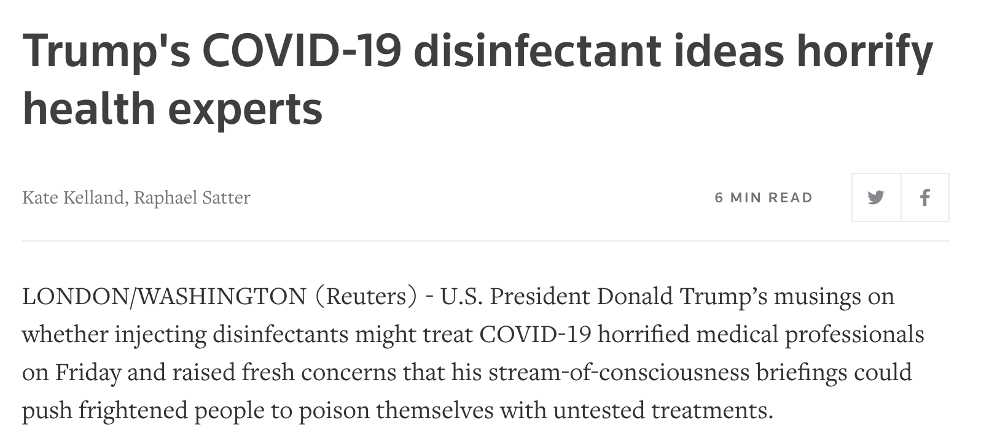 Trump's COVID-19 disinfectant ideas horrify
health experts
Kate Kelland, Raphael Satter
6 MIN READ
LONDON/WASHINGTON (Reuters) - U.S. President Donald Trump’s musings on
whether injecting disinfectants might treat COVID-19 horrified medical professionals
on Friday and raised fresh concerns that his stream-of-consciousness briefings could
push frightened people to poison themselves with untested treatments.